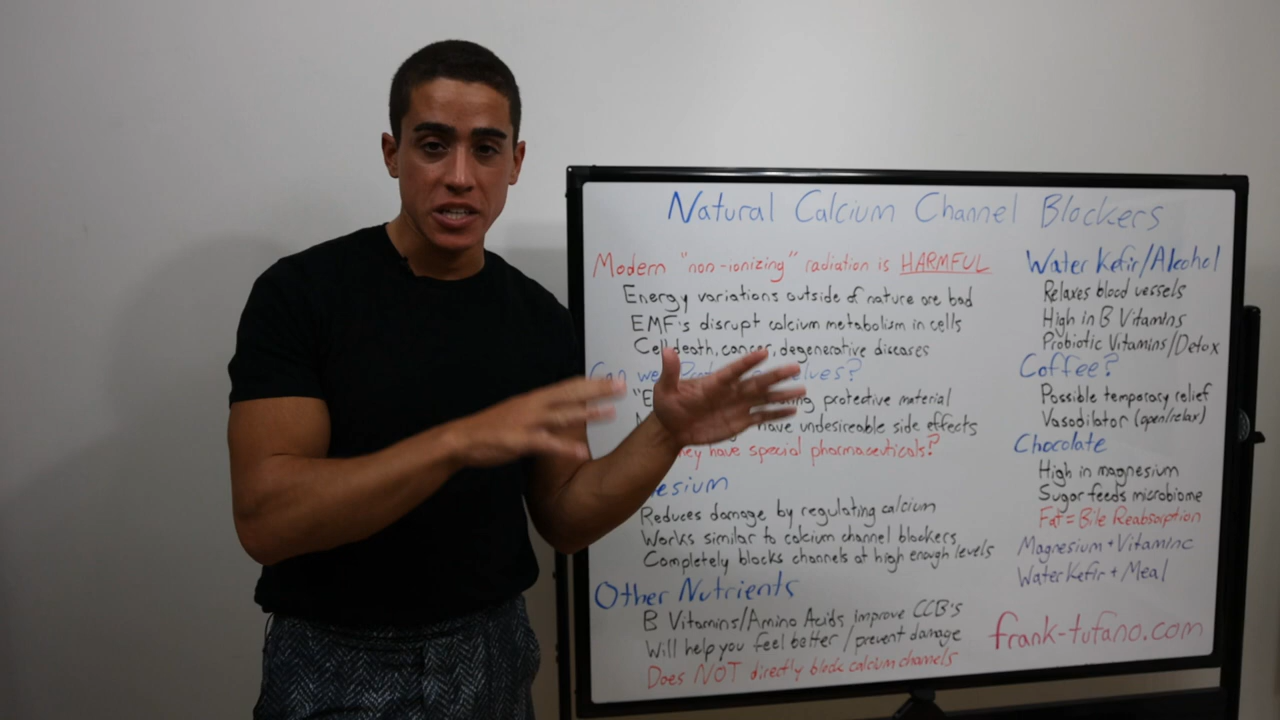 Natural Calcium Channel Blockers
Modern "non-ionizing" radiation is HARMFUL
Energy variations outside of nature are bad
EMF's disrupt calcium metabolism in cells
Cell death, cancer, degenerative diseases
Can we elves?
protective material
have undesireable side effects
have special pharmaceuticals?
Reduces damage by regulating calcium
Works similar to calcium channel blockers
Completely blocks channels at high enough levels
Other Nutrients
B Vitamins/Amino Acids improve CCB's
Will help you feel better/prevent damage
Does NOT directly block calcium channels
Water Kefir/Alcohol
Relaxes blood vessels
High in B Vitamins
Probiotic Vitamins/Detox
Coffee?
Possible temporary relief
Vasodilator (open/relax)
Chocolate
High in magnesium
Sugar feeds microbiome
Fat = Bile Reabsorption
Magnesium + Vitaminc
Water Kefir + Meal
frank-tufano.com